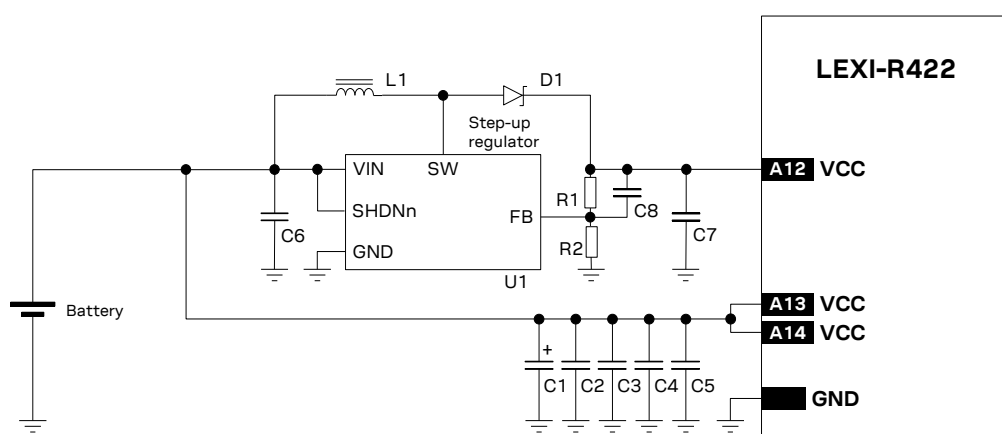 LEXI-R422
L1
D1
Step-up
regulator
VIN
SW
A12 VCC
R1
C8
SHDNn
FB
C6
C7
R2
GND
U1
Battery
A13 VCC
A14 VCC
+
C1
C2
C3
C4
C5
GND